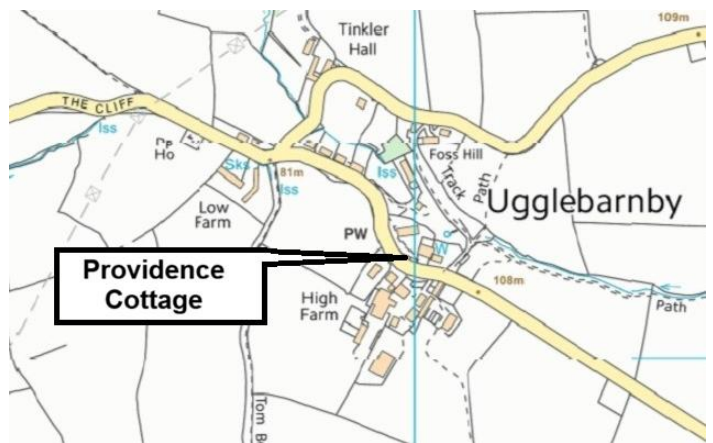 109m
Tinkler
Hall
THE CLIFF
Iss
Ho
Sks
81m
Iss
Iss
Foss Hill
Track
Path
Low
Farm
Ugglebarnby
PW
W
Providence
Cottage
High
Farm
108m
Path
Tom